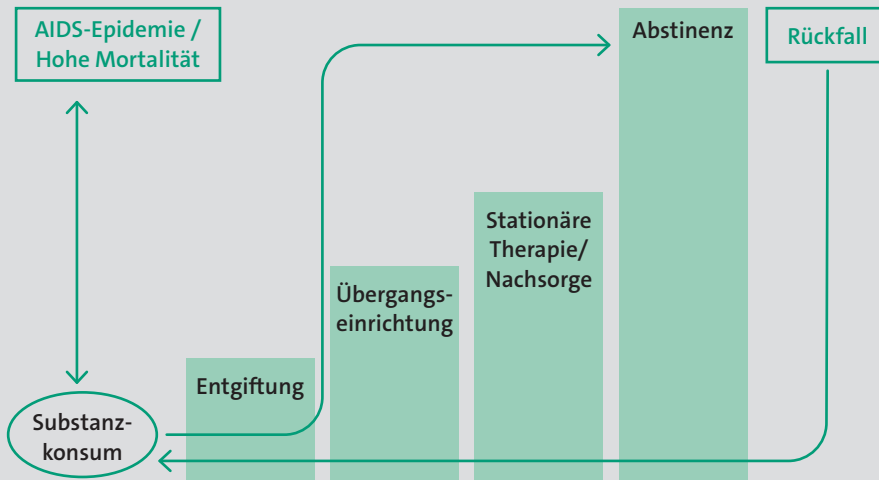 AIDS-Epidemie /
Hohe Mortalität
Abstinenz
Rückfall
Stationäre
Therapie/
Nachsorge
Übergangs-
einrichtung
Entgiftung
Substanz-
konsum